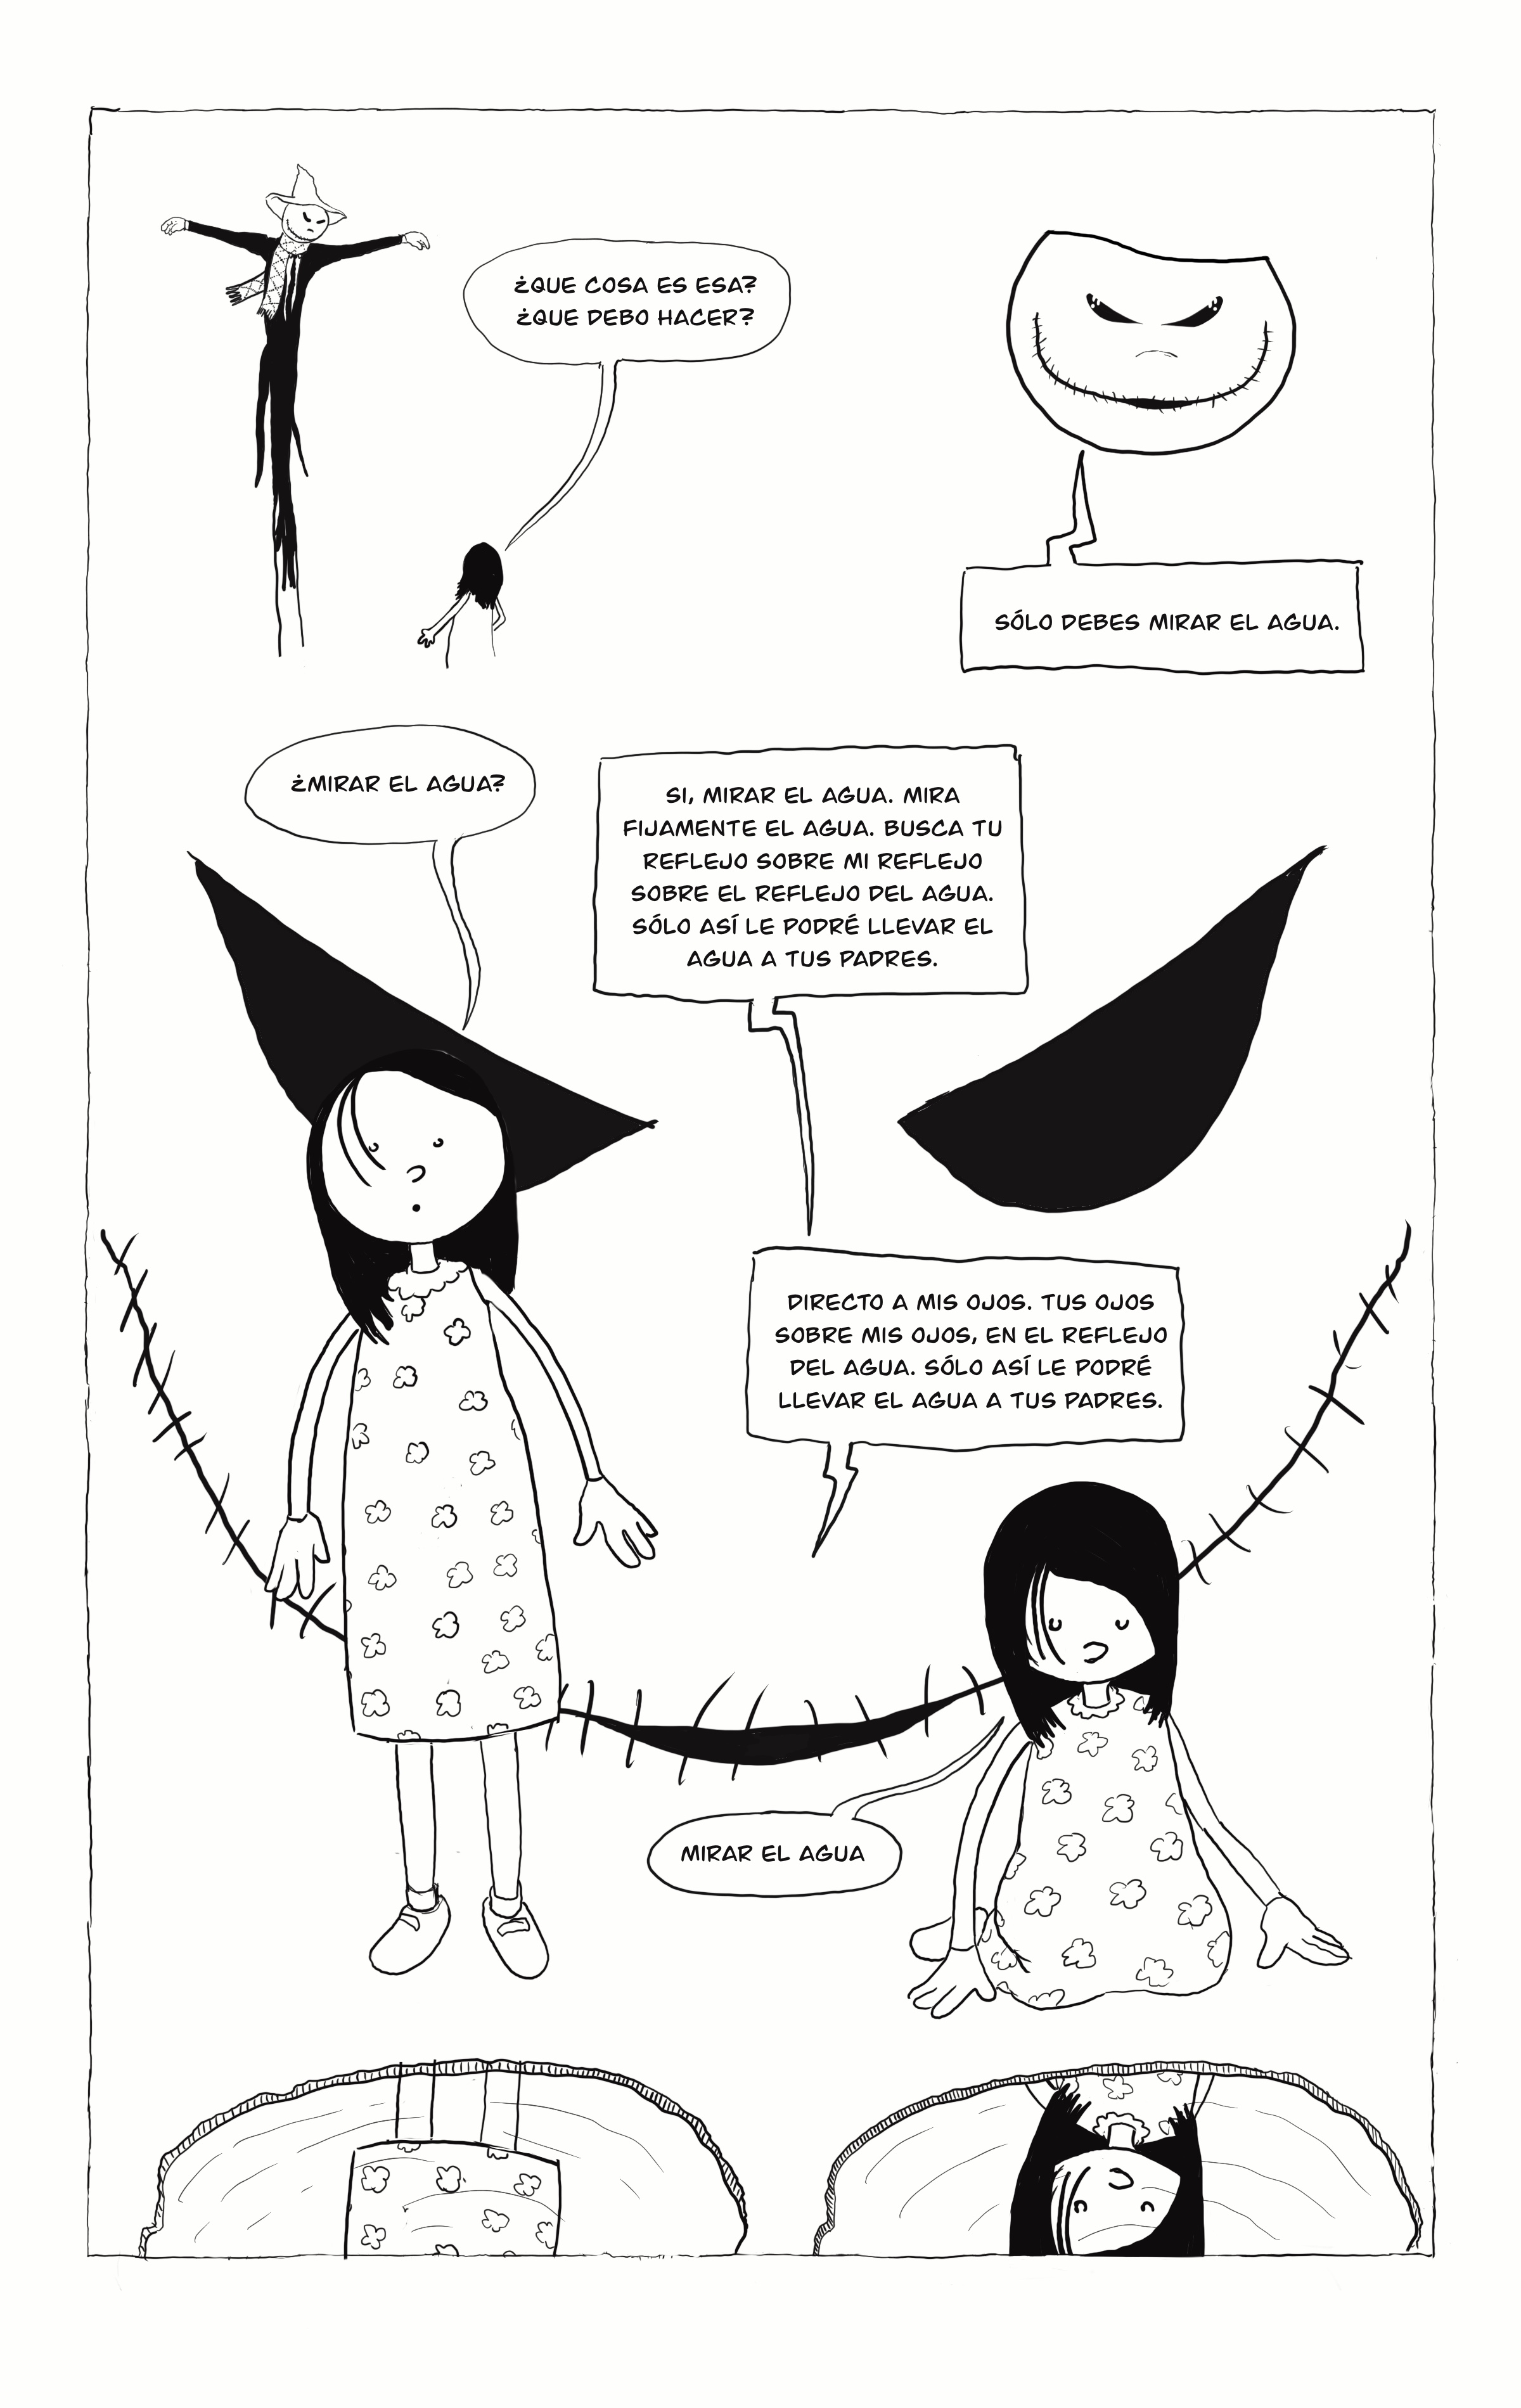 ¿QUE COSA ES ESA?
¿QUE DEBO HACER?
SÓLO DEBES MIRAR EL AGUA.
¿MIRAR EL AGUA?
SI, MIRAR EL AGUA. MIRA
FIJAMENTE EL AGUA. BUSCA TU
REFLEJO SOBRE MI REFLEJO
SOBRE EL REFLEJO DEL AGUA.
SÓLO ASÍ LE PODRÉ LLEVAR EL
AGUA A TUS PADRES.
DIRECTO A MIS OJOS. TUS OJOS
SOBRE MIS OJOS, EN EL REFLEJO
DEL AGUA. SÓLO ASÍ LE PODRÉ
LLEVAR EL AGUA A TUS PADRES.
MIRAR EL AGUA